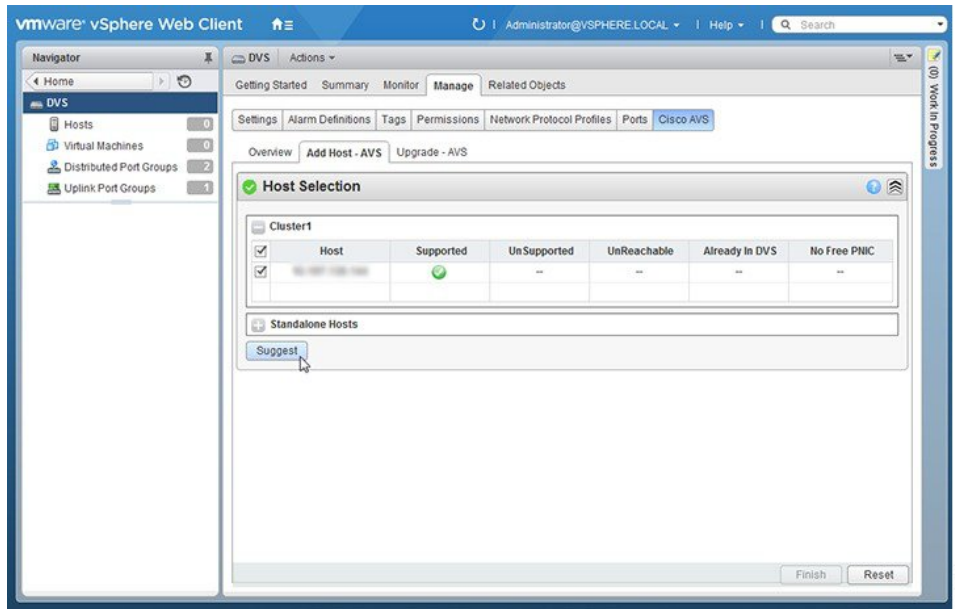 vmware® vSphere Web Client
Administrator@VSPHERE.LOCAL
Help
Search
Navigator
Home
DVS
Hosts 0
Virtual Machines 0
Distributed Port Groups 2
Uplink Port Groups 1
DVS Actions
Getting Started Summary Monitor Manage Related Objects
Settings Alarm Definitions Tags Permissions Network Protocol Profiles Ports Cisco AVS
Overview Add Host - AVS Upgrade - AVS
Host Selection
Cluster1
Host Supported UnSupported UnReachable Already In DVS No Free PNIC
-- -- -- --
Standalone Hosts
Suggest
Finish Reset
(0) Work In Progress